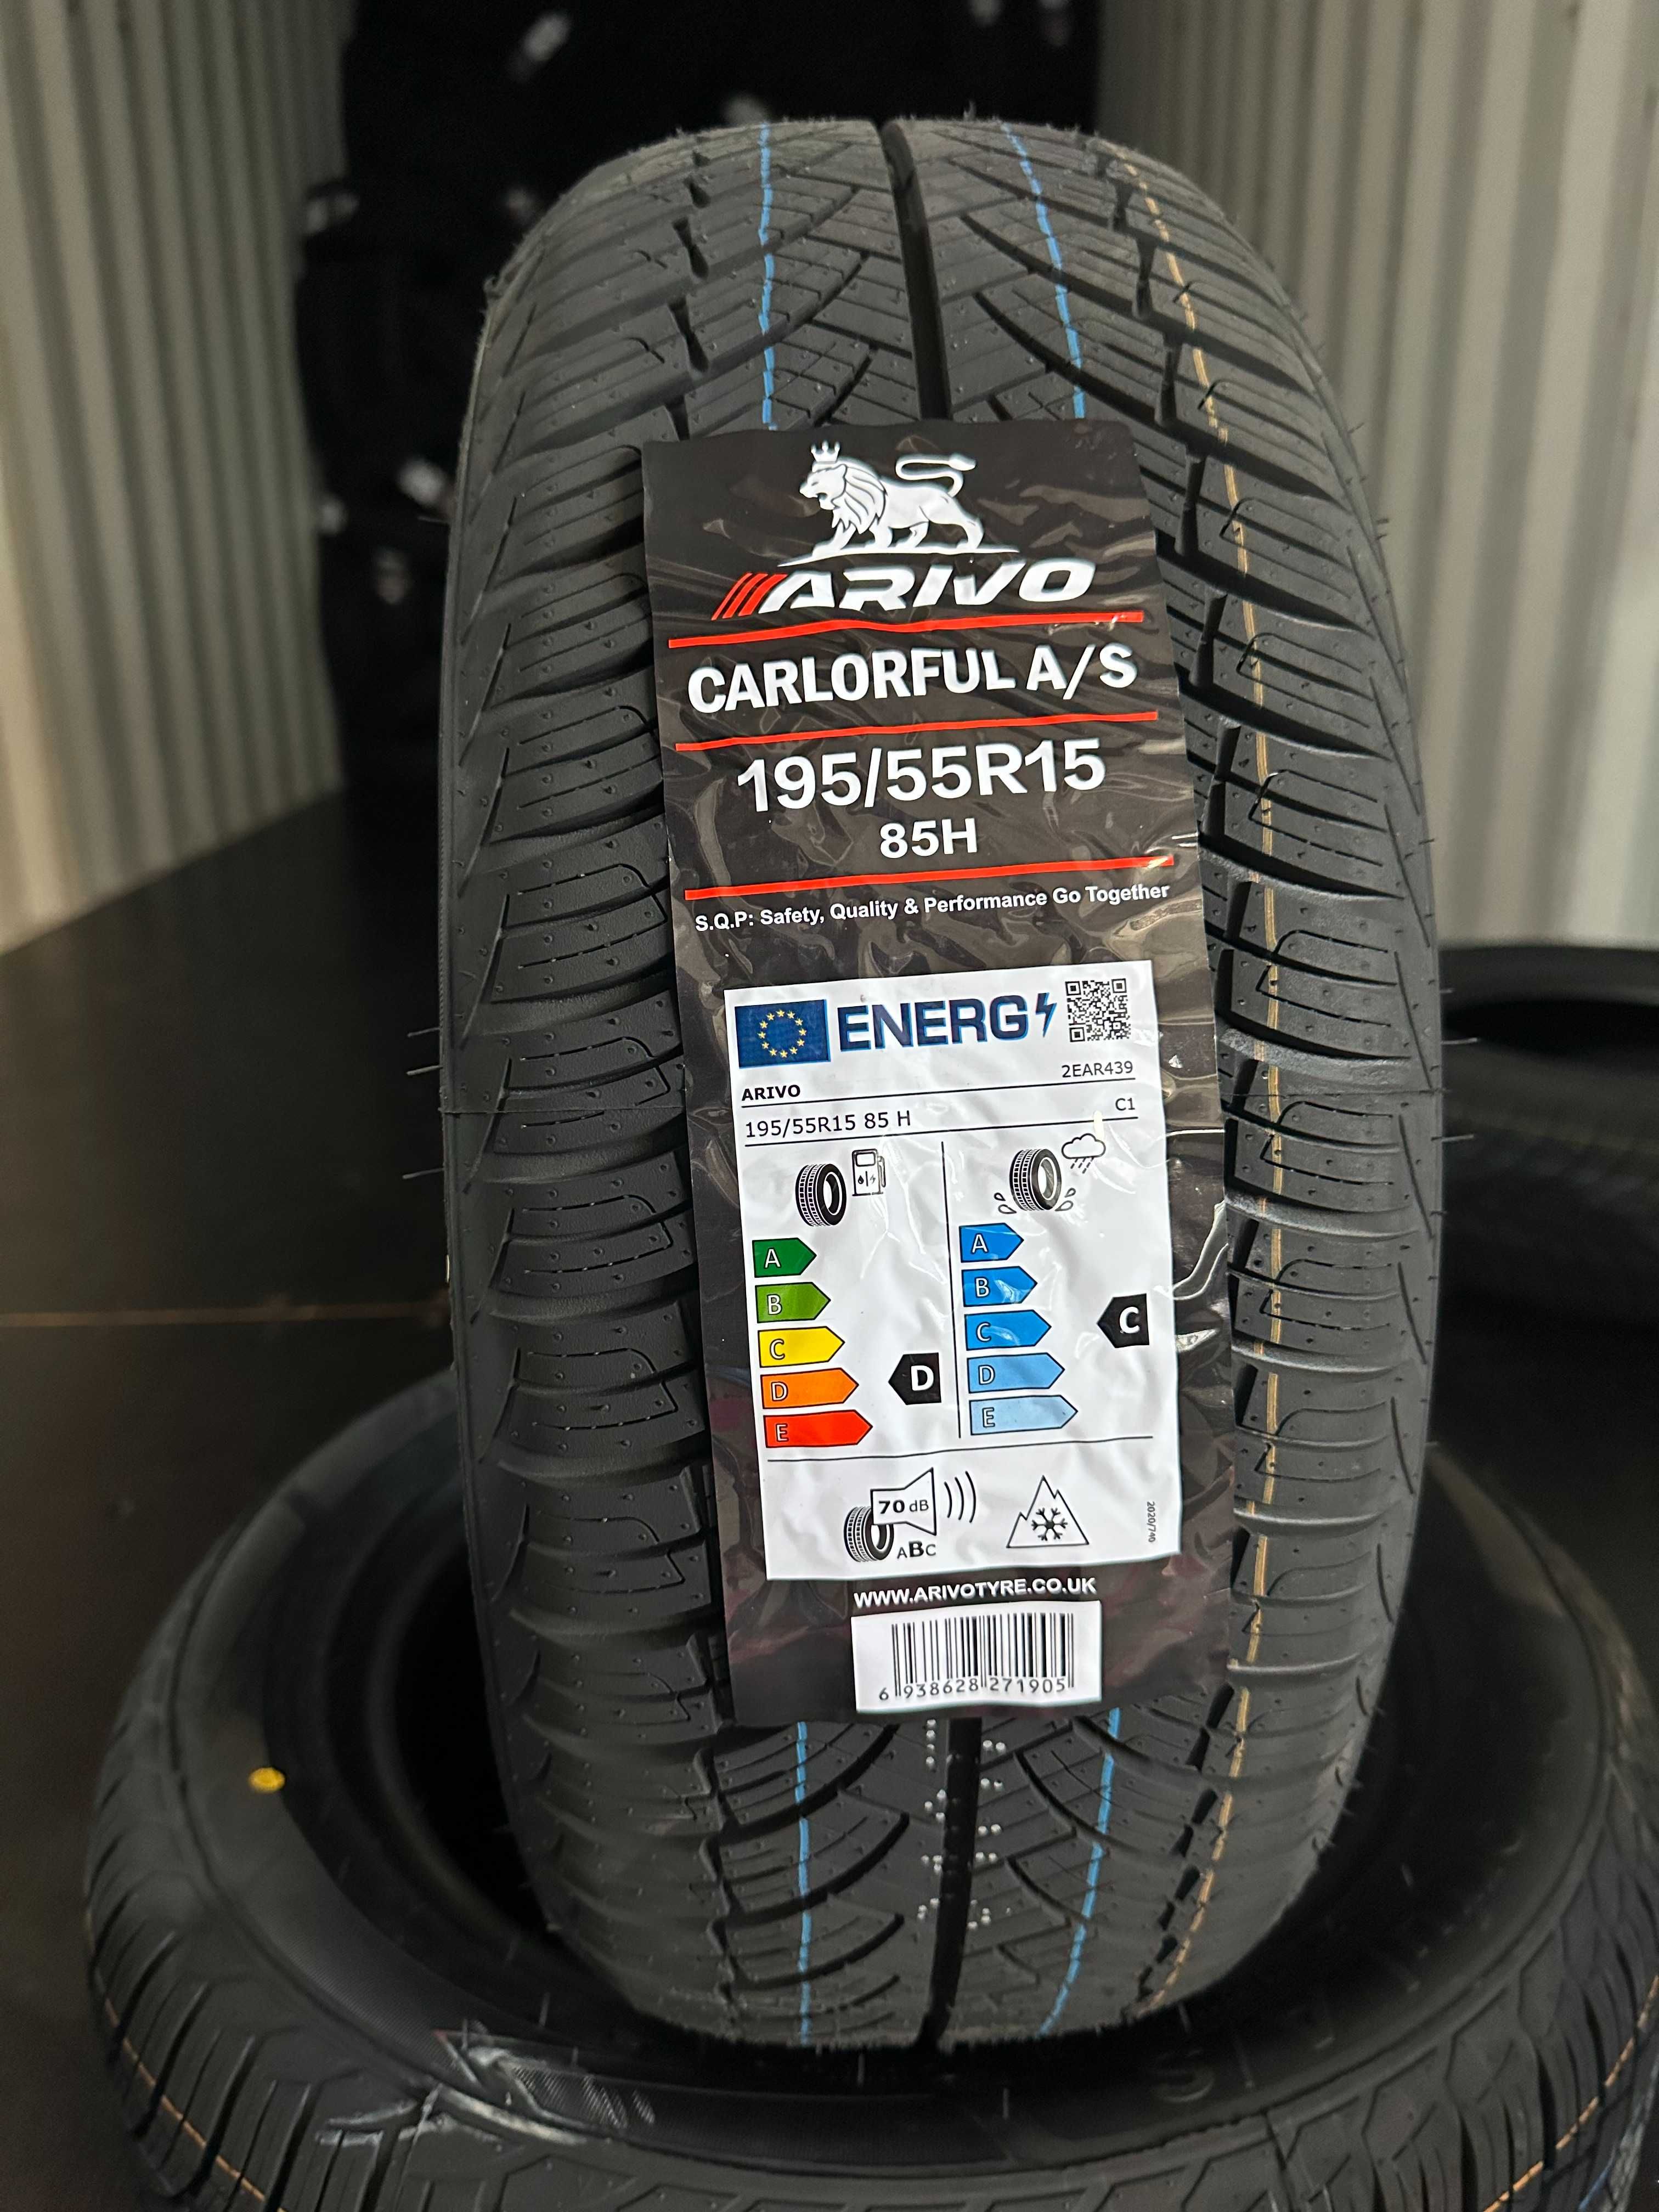 ARIVO
CARLORFUL A/S
195/55R15
85H
S.Q.P: Safety, Quality & Performance Go Together
ENERG
ARIVO
2EAR439
195/55R15 85 H
C1
A
B
C
D
E
D
A
B
C
D
E
C
70 dB
ABC
2020/740
WWW.ARIVOTYRE.CO.UK
6 938628 271905